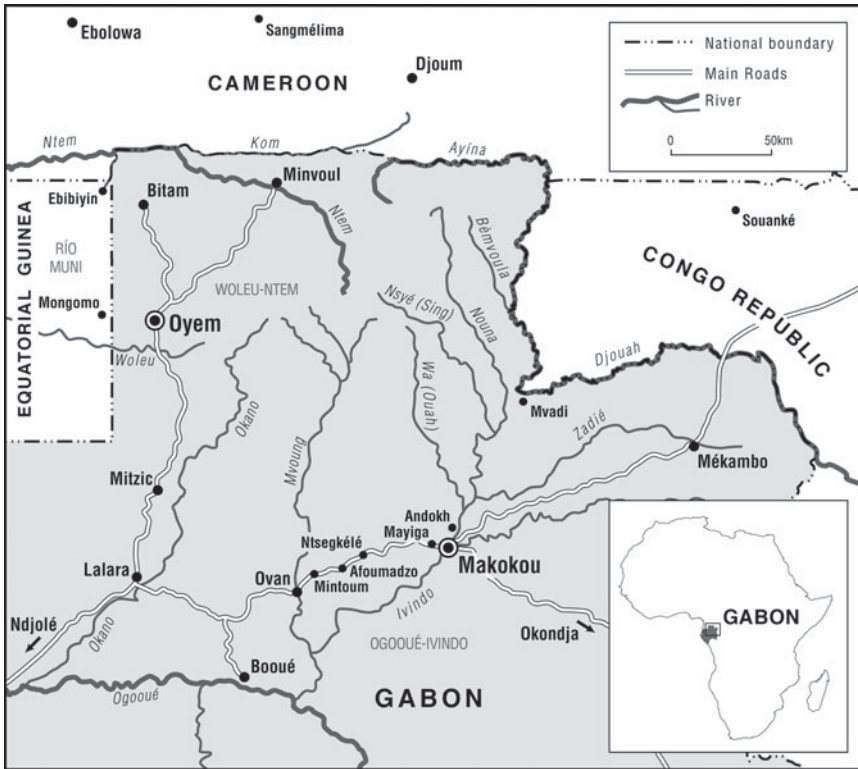 Ebolowa
Sangmélima
CAMEROON
Djoum
National boundary
Main Roads
River
0 50km
Ntem
Kom
Ayína
Ebibiyin
Bitam
Minvoul
Ntem
Bèmvoula
Souanké
EQUATORIAL GUINEA
RÍO
MUNI
WOLEU-NTEM
CONGO REPUBLIC
Mongomo
Oyem
Nsyé (Sing)
Nouna
Woleu
Okano
Wa (Ouah)
Djouah
Mvadi
Mvoung
Zadié
Mékambo
Mitzic
Andokh
Mayiga
Ntsegkélé
Makokou
Lalara
Ovan
Afoumadzo
Mintoum
Ivindo
Ndjolé
Okano
Okondja
OGOOUÉ-IVINDO
Booué
Ogooué
GABON
GABON